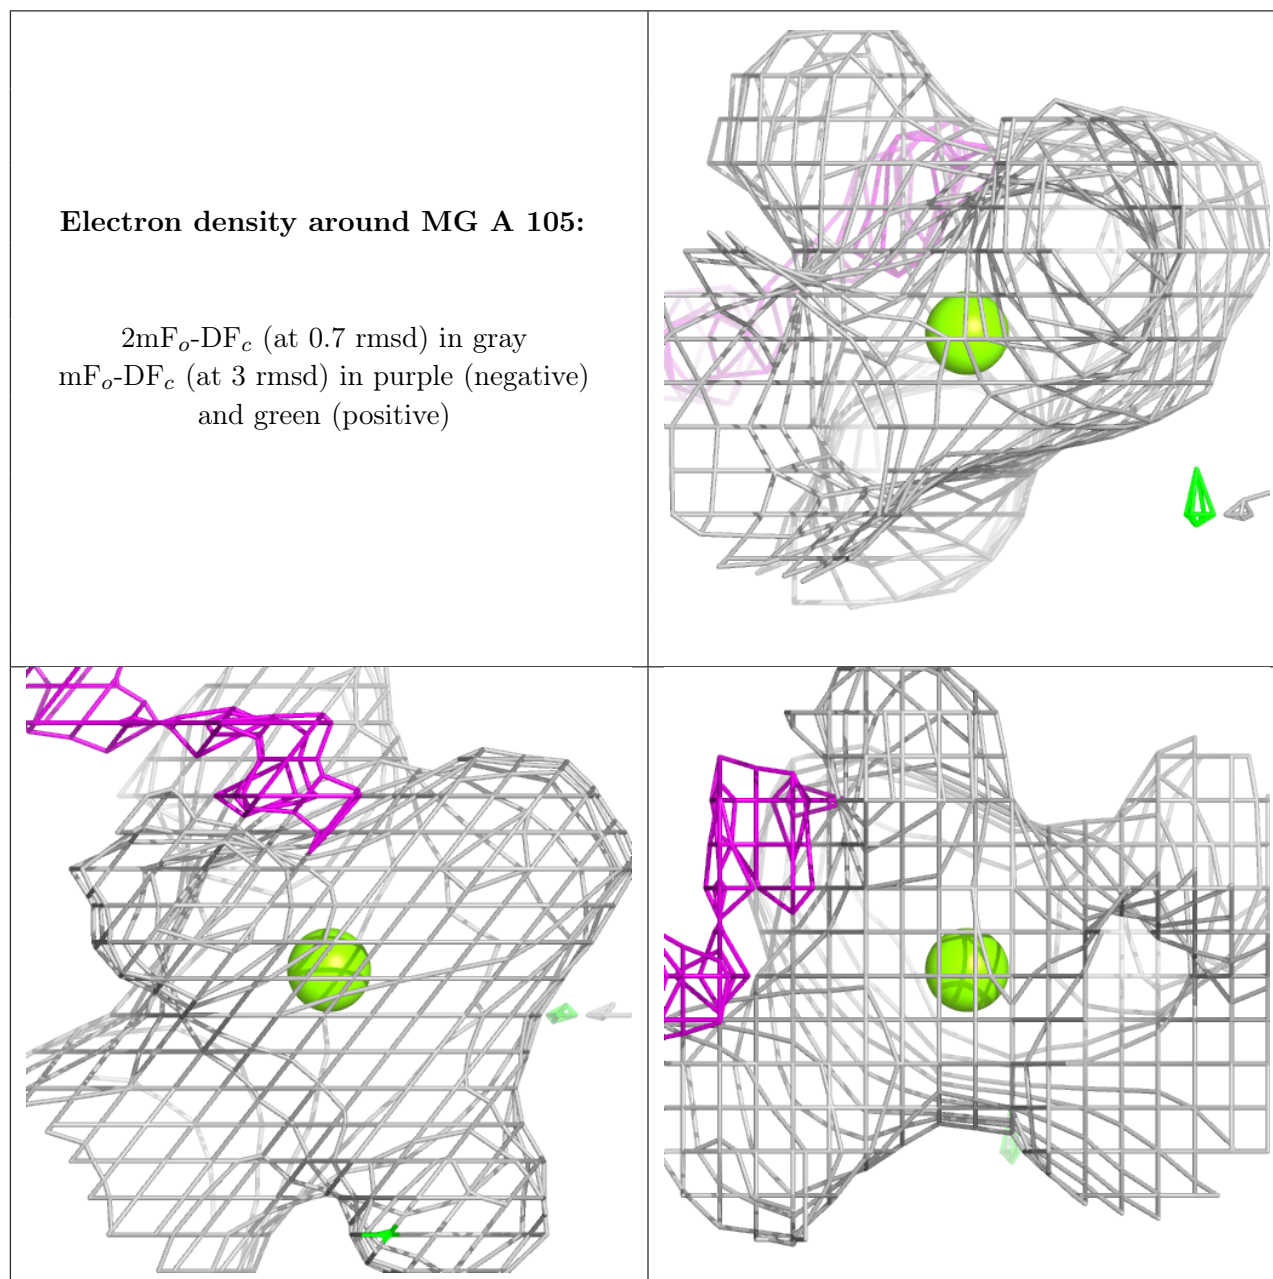 Electron density around MG A 105:
2mFo-DFc (at 0.7 rmsd) in gray
mFo-DFc (at 3 rmsd) in purple (negative)
and green (positive)